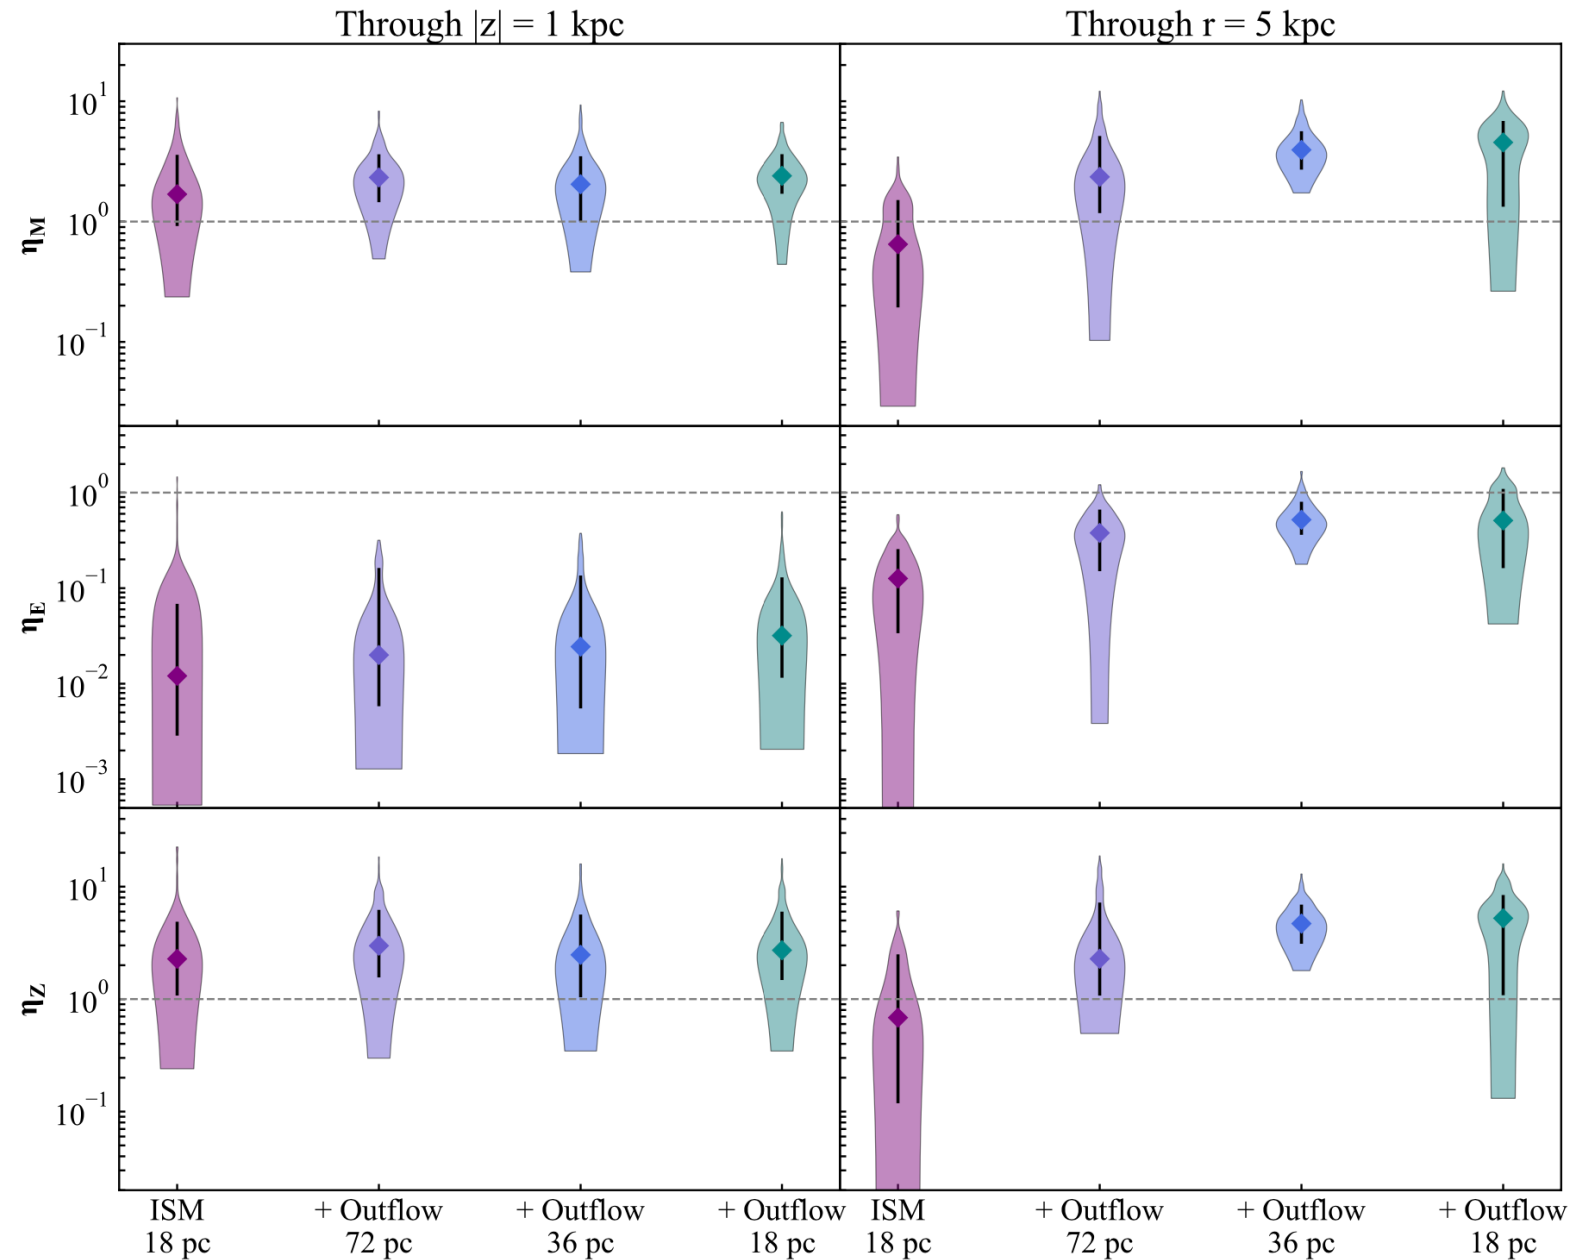 Through |z| = 1 kpc
Through r = 5 kpc
η_M
10^1
10^0
10^−1
η_E
10^0
10^−1
10^−2
10^−3
η_Z
10^1
10^0
10^−1
ISM
18 pc
+ Outflow
72 pc
+ Outflow
36 pc
+ Outflow
18 pc
ISM
18 pc
+ Outflow
72 pc
+ Outflow
36 pc
+ Outflow
18 pc